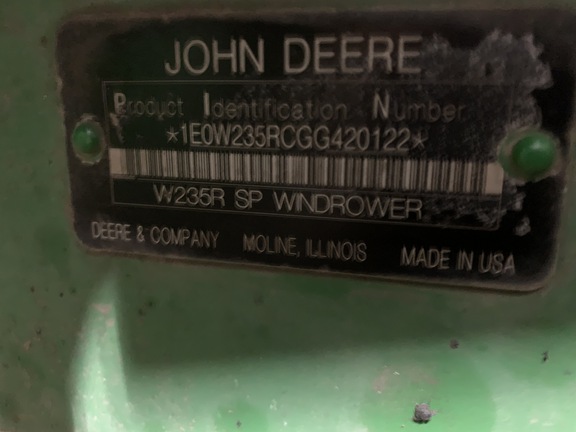 JOHN DEERE
Product Identification Number
*1E0W235RCGG420122*
W235R SP WINDROWER
DEERE & COMPANY MOLINE, ILLINOIS MADE IN USA